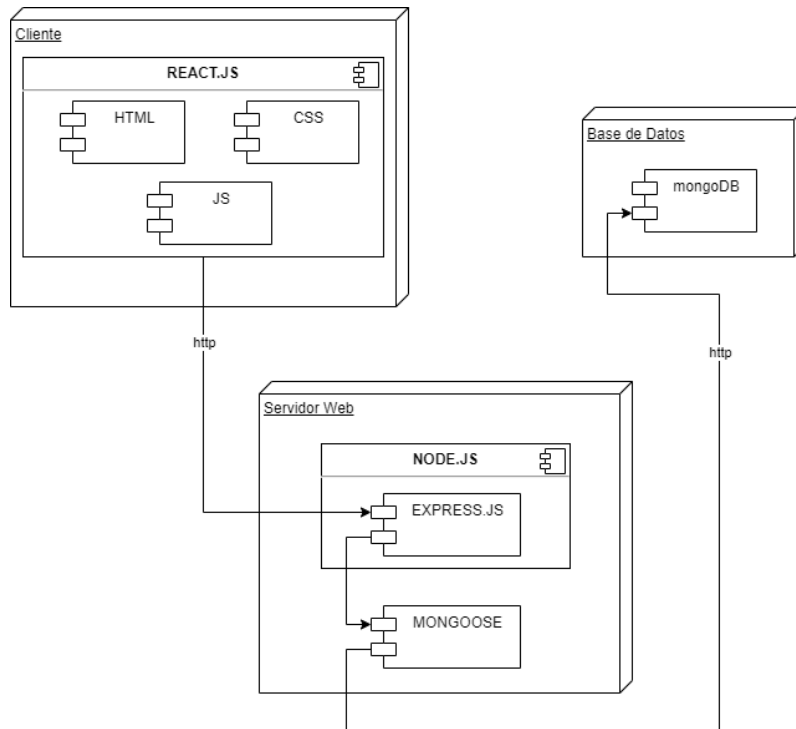 Cliente
REACT.JS
HTML
CSS
JS
Base de Datos
mongoDB
http
http
Servidor Web
NODE.JS
EXPRESS.JS
MONGOOSE